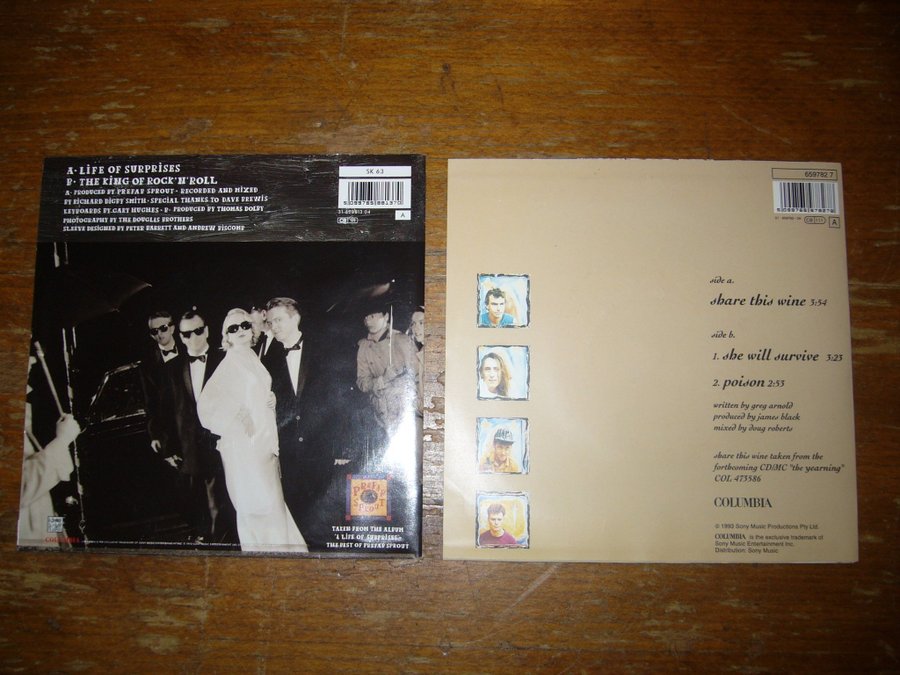 A· LIFE OF SURPRISES
B· THE KING OF ROCK'N'ROLL
A· PRODUCED BY PREFAB SPROUT · RECORDED AND MIXED
BY RICHARD DIGBY SMITH · SPECIAL THANKS TO DAVE BREWIS
KEYBOARDS BY GARY HUGHES · B· PRODUCED BY THOMAS DOLBY
PHOTOGRAPHY BY THE DOUGLAS BROTHERS
SLEEVE DESIGNED BY PETER BARRETT AND ANDREW BISCOMB
SK 63
A
PREFAB
SPROUT
TAKEN FROM THE ALBUM
'A LIFE OF SURPRISES'
THE BEST OF PREFAB SPROUT
COLUMBIA
659782 7
A
side a.
share this wine 3:54
side b.
1. she will survive 3:23
2. poison 2:53
written by greg arnold
produced by james black
mixed by doug roberts
share this wine taken from the
forthcoming CD/MC "the yearning"
COL 473586
COLUMBIA
© 1993 Sony Music Productions Pty Ltd.
COLUMBIA is the exclusive trademark of
Sony Music Entertainment Inc.
Distribution: Sony Music